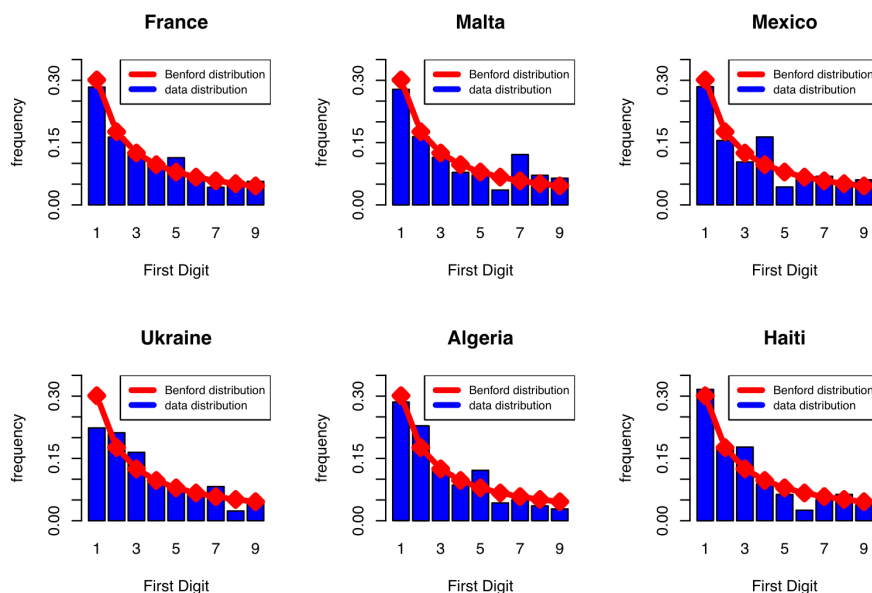 France
Malta
Mexico
frequency
0.00 0.15 0.30
Benford distribution
data distribution
1 3 5 7 9
First Digit
frequency
0.00 0.15 0.30
Benford distribution
data distribution
1 3 5 7 9
First Digit
frequency
0.00 0.15 0.30
Benford distribution
data distribution
1 3 5 7 9
First Digit
Ukraine
Algeria
Haiti
frequency
0.00 0.15 0.30
Benford distribution
data distribution
1 3 5 7 9
First Digit
frequency
0.00 0.15 0.30
Benford distribution
data distribution
1 3 5 7 9
First Digit
frequency
0.00 0.15 0.30
Benford distribution
data distribution
1 3 5 7 9
First Digit